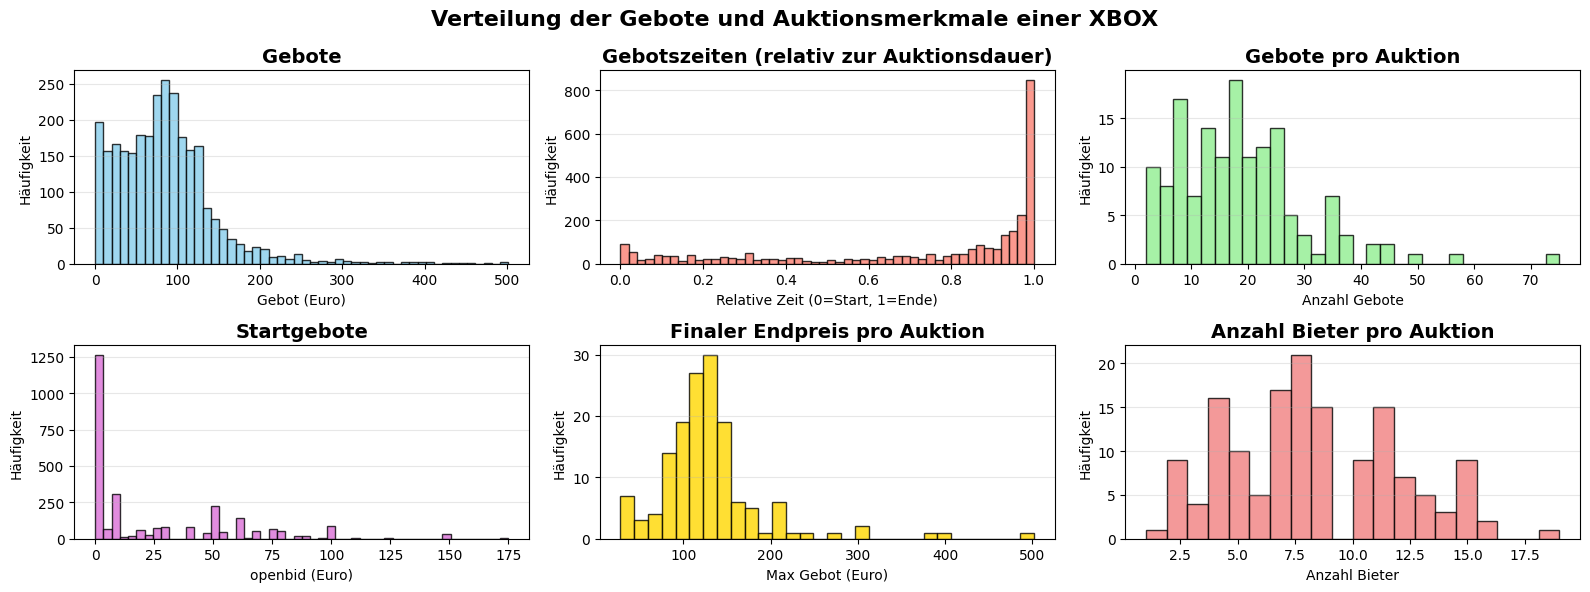 Verteilung der Gebote und Auktionsmerkmale einer XBOX
Gebote
Häufigkeit
250
200
150
100
50
0
0 100 200 300 400 500
Gebot (Euro)
Gebotszeiten (relativ zur Auktionsdauer)
Häufigkeit
800
600
400
200
0
0.0 0.2 0.4 0.6 0.8 1.0
Relative Zeit (0=Start, 1=Ende)
Gebote pro Auktion
Häufigkeit
15
10
5
0
0 10 20 30 40 50 60 70
Anzahl Gebote
Startgebote
Häufigkeit
1250
1000
750
500
250
0
0 25 50 75 100 125 150 175
openbid (Euro)
Finaler Endpreis pro Auktion
Häufigkeit
30
20
10
0
100 200 300 400 500
Max Gebot (Euro)
Anzahl Bieter pro Auktion
Häufigkeit
20
15
10
5
0
2.5 5.0 7.5 10.0 12.5 15.0 17.5
Anzahl Bieter